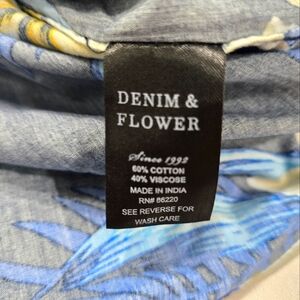 DENIM &
FLOWER
Since 1992
60% COTTON
40% VISCOSE
MADE IN INDIA
RN# 86220
SEE REVERSE FOR
WASH CARE